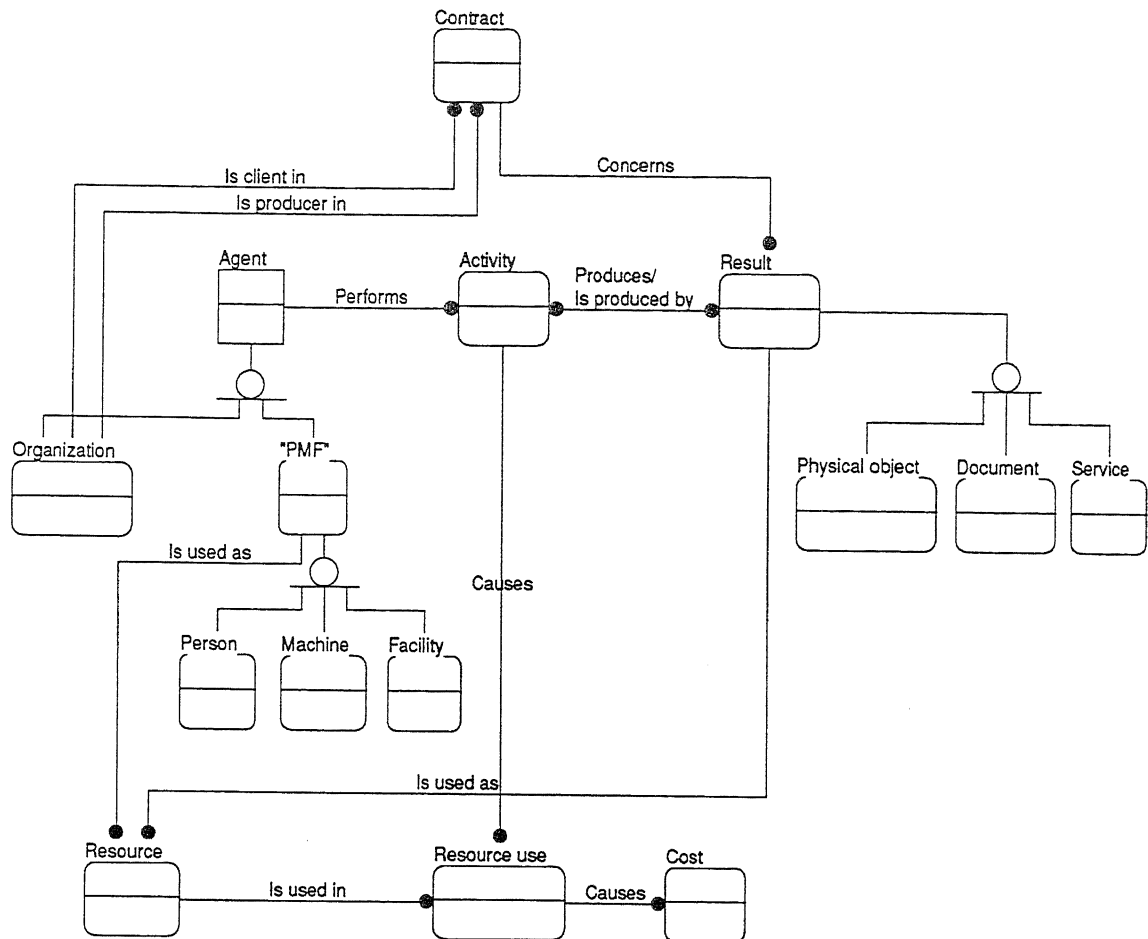 Contract
Concerns
Is client in
Is producer in
Agent
Activity
Produces/
Is produced by
Result
Performs
Organization
"PMF"
Physical object
Document
Service
Is used as
Causes
Person
Machine
Facility
Is used as
Resource
Resource use
Cost
Is used in
Causes